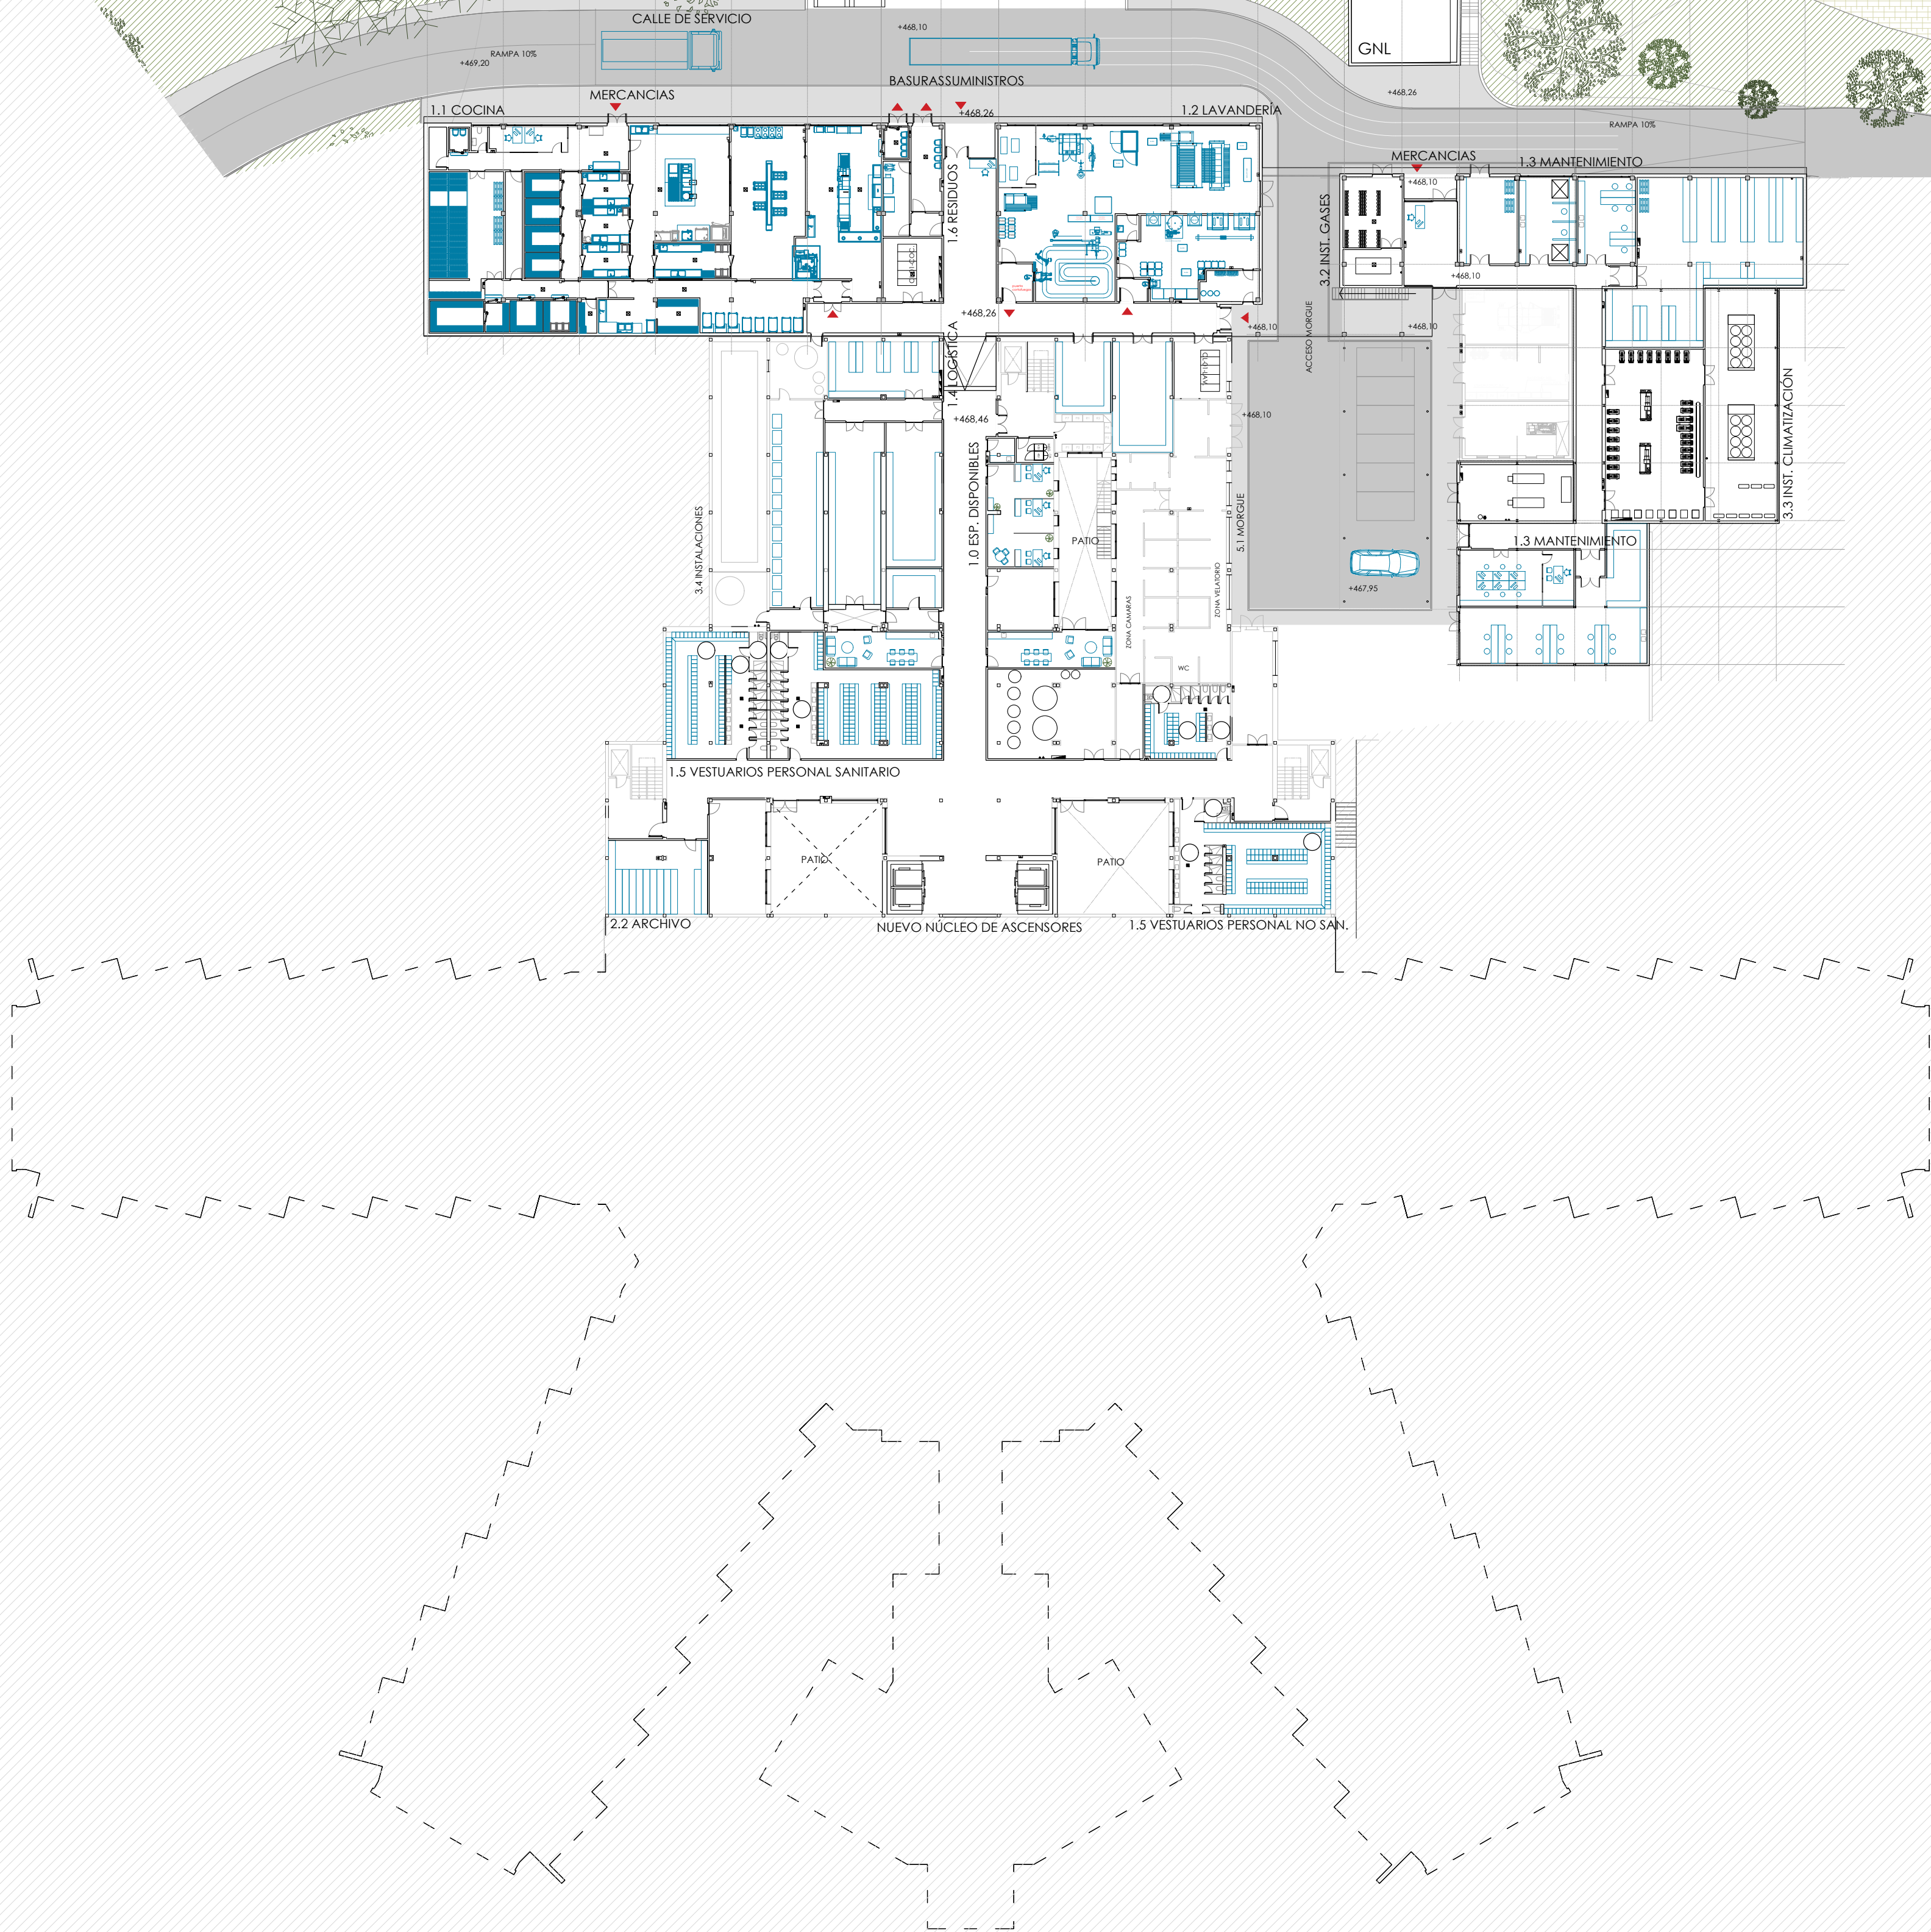 CALLE DE SERVICIO
+468,10
GNL
RAMPA 10%
+469,20
BASURAS
SUMINISTROS
MERCANCIAS
+468,26
1.1 COCINA
+468,26
1.2 LAVANDERÍA
RAMPA 10%
MERCANCIAS
1.3 MANTENIMIENTO
+468,10
1.6 RESIDUOS
3.2 INST. GASES
+468,10
+468,26
+468,10
+468,10
ACCESO MORGUE
1.4 LOGÍSTICA
+468,46
+468,10
3.3 INST. CLIMATIZACIÓN
1.0 ESP. DISPONIBLES
3.4 INSTALACIONES
PATIO
5.1 MORGUE
1.3 MANTENIMIENTO
ZONA VELATORIO
ZONA CAMARAS
+467,95
WC
1.5 VESTUARIOS PERSONAL SANITARIO
PATIO
PATIO
2.2 ARCHIVO
NUEVO NÚCLEO DE ASCENSORES
1.5 VESTUARIOS PERSONAL NO SAN.